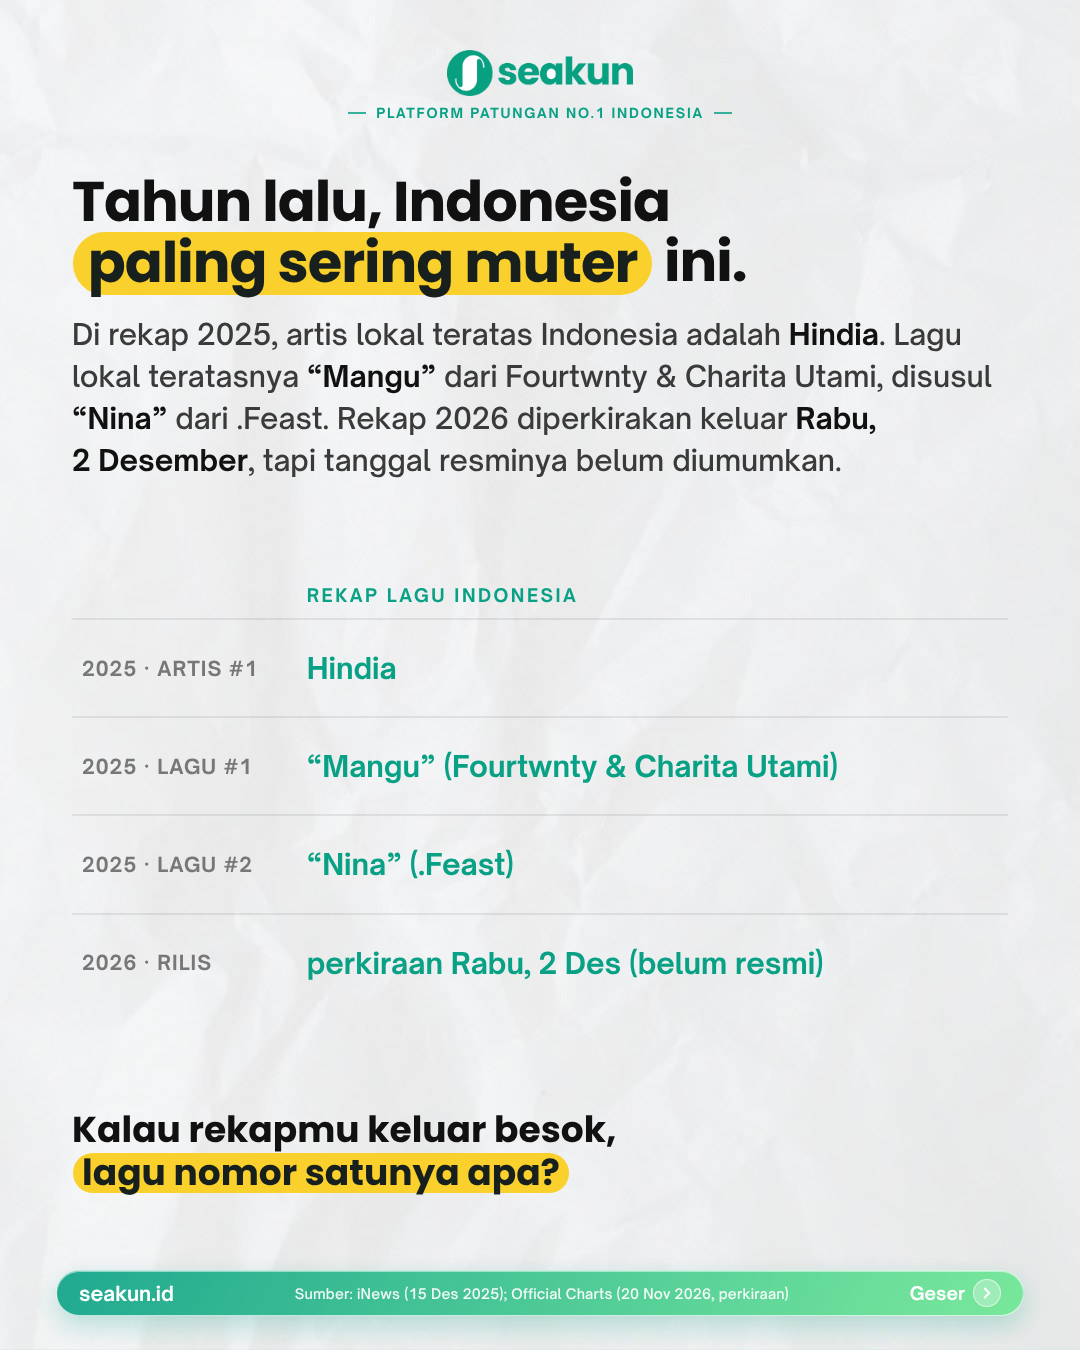 seakun
— PLATFORM PATUNGAN NO.1 INDONESIA —
Tahun lalu, Indonesia
paling sering muter ini.
Di rekap 2025, artis lokal teratas Indonesia adalah Hindia. Lagu
lokal teratasnya “Mangu” dari Fourtwnty & Charita Utami, disusul
“Nina” dari .Feast. Rekap 2026 diperkirakan keluar Rabu,
2 Desember, tapi tanggal resminya belum diumumkan.
REKAP LAGU INDONESIA
2025 · ARTIS #1 Hindia
2025 · LAGU #1 “Mangu” (Fourtwnty & Charita Utami)
2025 · LAGU #2 “Nina” (.Feast)
2026 · RILIS perkiraan Rabu, 2 Des (belum resmi)
Kalau rekapmu keluar besok,
lagu nomor satunya apa?
seakun.id Sumber: iNews (15 Des 2025); Official Charts (20 Nov 2026, perkiraan) Geser